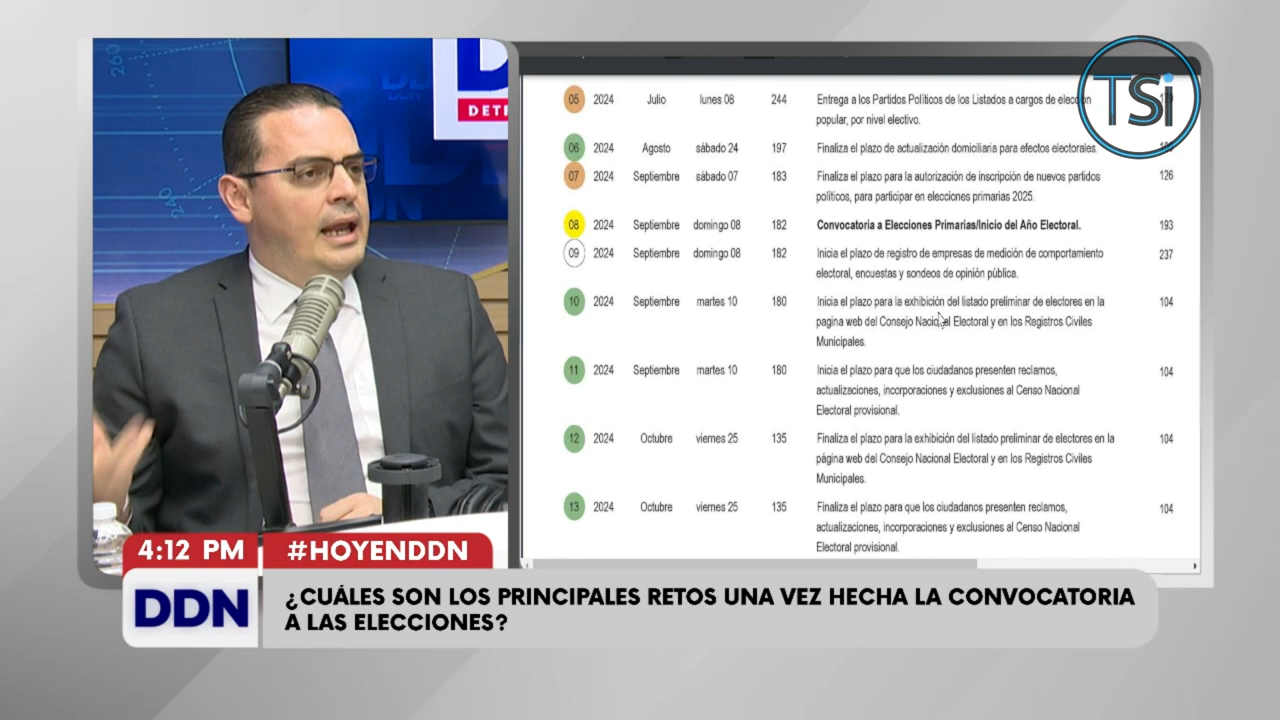 260
240
DETE
TSi
05 2024 Julio lunes 08 244 Entrega a los Partidos Políticos de los Listados a cargos de elección
popular, por nivel electivo.
06 2024 Agosto sábado 24 197 Finaliza el plazo de actualización domiciliaria para efectos electorales.
07 2024 Septiembre sábado 07 183 Finaliza el plazo para la autorización de inscripción de nuevos partidos 126
políticos, para participar en elecciones primarias 2025.
08 2024 Septiembre domingo 08 182 Convocatoria a Elecciones Primarias/Inicio del Año Electoral. 193
09 2024 Septiembre domingo 08 182 Inicia el plazo de registro de empresas de medición de comportamiento 237
electoral, encuestas y sondeos de opinión pública.
10 2024 Septiembre martes 10 180 Inicia el plazo para la exhibición del listado preliminar de electores en la 104
pagina web del Consejo Nacional Electoral y en los Registros Civiles
Municipales.
11 2024 Septiembre martes 10 180 Inicia el plazo para que los ciudadanos presenten reclamos, 104
actualizaciones, incorporaciones y exclusiones al Censo Nacional
Electoral provisional.
12 2024 Octubre viernes 25 135 Finaliza el plazo para la exhibición del listado preliminar de electores en la 104
página web del Consejo Nacional Electoral y en los Registros Civiles
Municipales.
13 2024 Octubre viernes 25 135 Finaliza el plazo para que los ciudadanos presenten reclamos, 104
actualizaciones, incorporaciones y exclusiones al Censo Nacional
Electoral provisional.
4:12 PM #HOYENDDN
DDN
¿CUÁLES SON LOS PRINCIPALES RETOS UNA VEZ HECHA LA CONVOCATORIA
A LAS ELECCIONES?